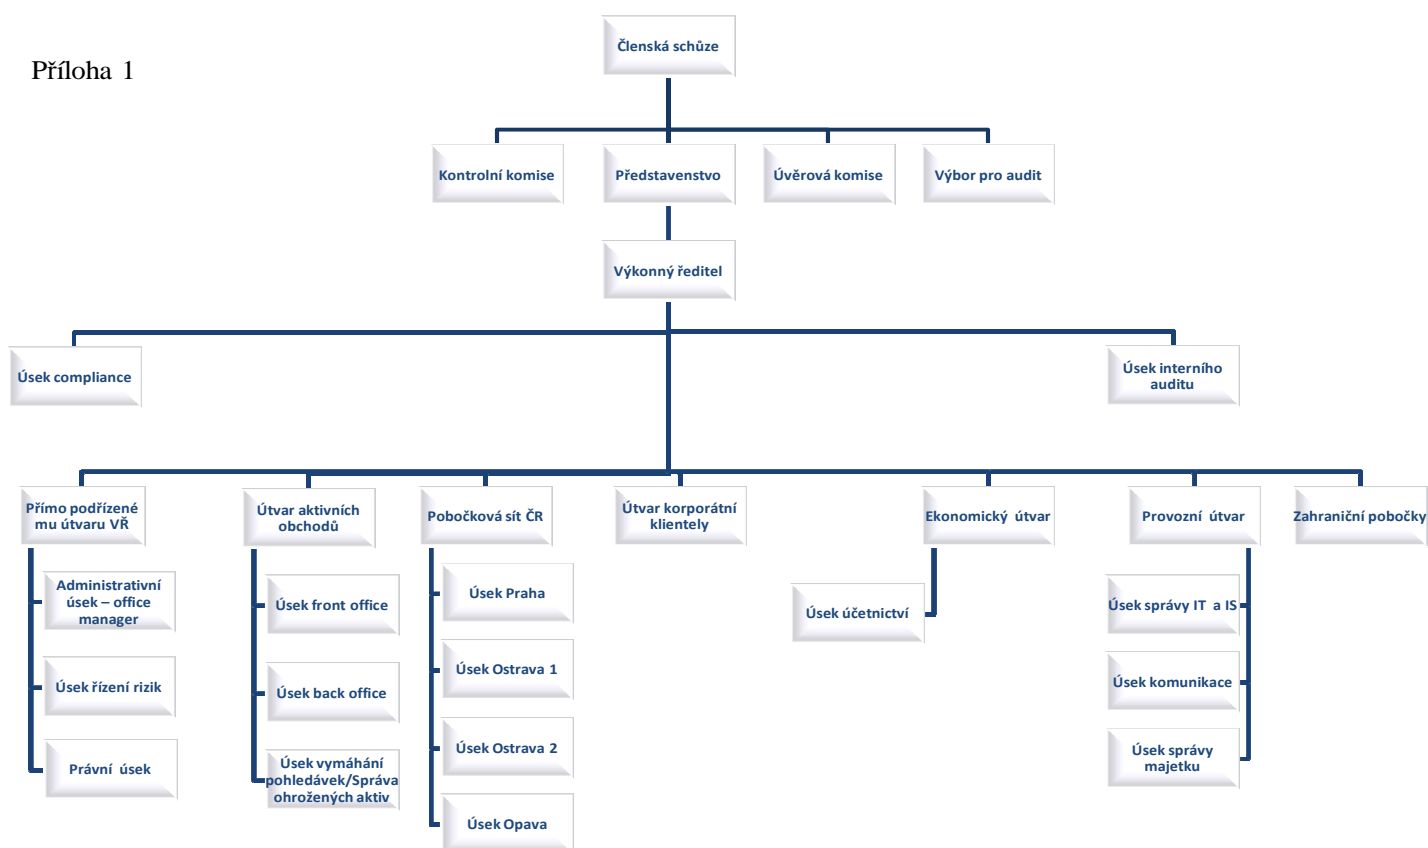 Příloha 1
Členská schůze
Kontrolní komise
Představenstvo
Úvěrová komise
Výbor pro audit
Výkonný ředitel
Úsek compliance
Úsek interního
auditu
Přímo podřízené
mu útvaru VŘ
Útvar aktivních
obchodů
Pobočková sít ČR
Útvar korporátní
klientely
Ekonomický útvar
Provozní útvar
Zahraniční pobočky
Administrativní
úsek – office
manager
Úsek řízení rizik
Právní úsek
Úsek front office
Úsek back office
Úsek vymáhání
pohledávek/Správa
ohrožených aktiv
Úsek Praha
Úsek Ostrava 1
Úsek Ostrava 2
Úsek Opava
Úsek účetnictví
Úsek správy IT a IS
Úsek komunikace
Úsek správy
majetku